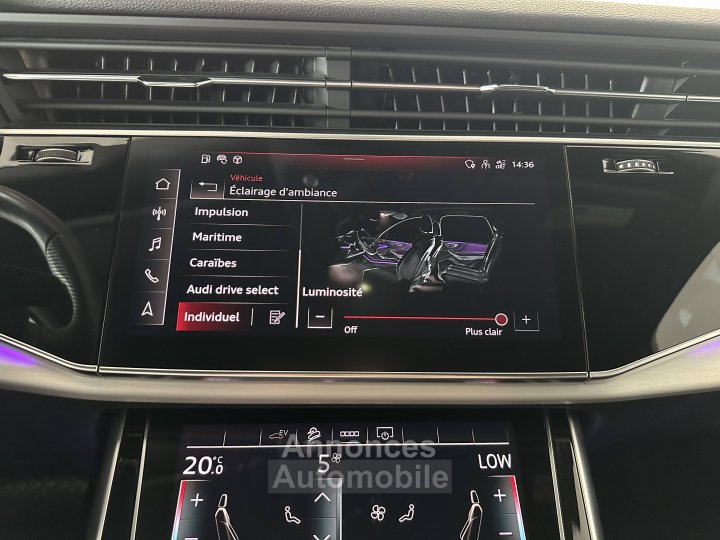 14:36
Véhicule
Éclairage d'ambiance
Impulsion
Maritime
Caraïbes
Audi drive select
Individuel
Luminosité
− +
Off
Plus clair
EV
20.0 °C
5
LOW
Annonces
Automobile
+ +
− −